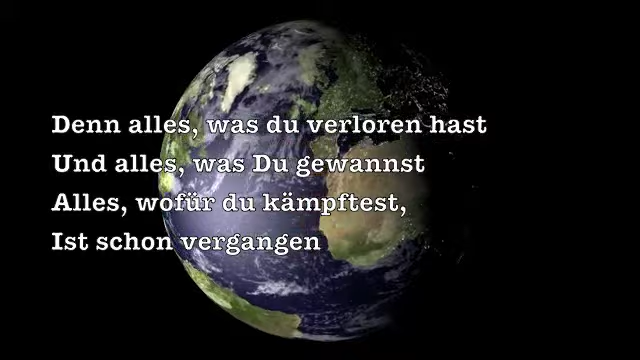 Denn alles, was du verloren hast
Und alles, was Du gewannst
Alles, wofür du kämpftest,
Ist schon vergangen